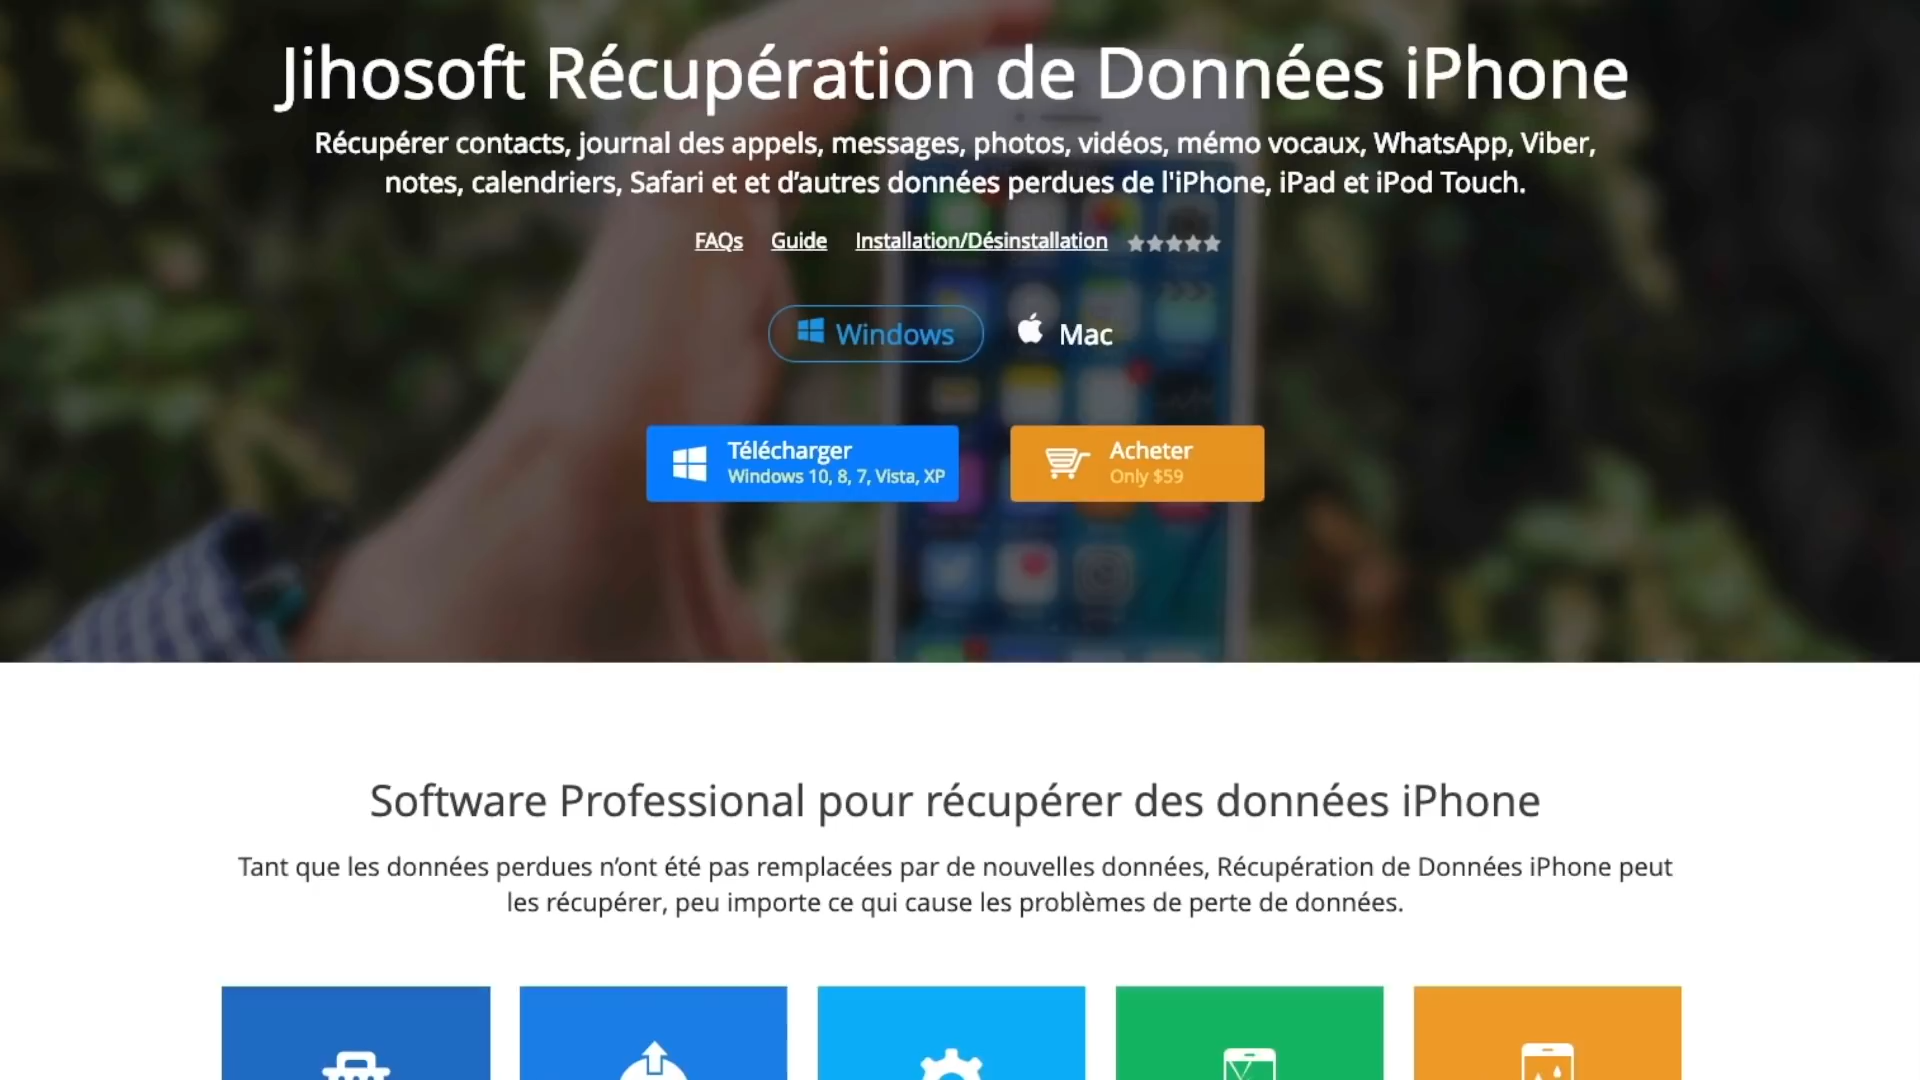 Jihosoft Récupération de Données iPhone
Récupérer contacts, journal des appels, messages, photos, vidéos, mémo vocaux, WhatsApp, Viber,
notes, calendriers, Safari et et d’autres données perdues de l'iPhone, iPad et iPod Touch.
FAQs Guide Installation/Désinstallation
Windows Mac
Télécharger
Windows 10, 8, 7, Vista, XP
Acheter
Only $59
Software Professional pour récupérer des données iPhone
Tant que les données perdues n’ont été pas remplacées par de nouvelles données, Récupération de Données iPhone peut
les récupérer, peu importe ce qui cause les problèmes de perte de données.